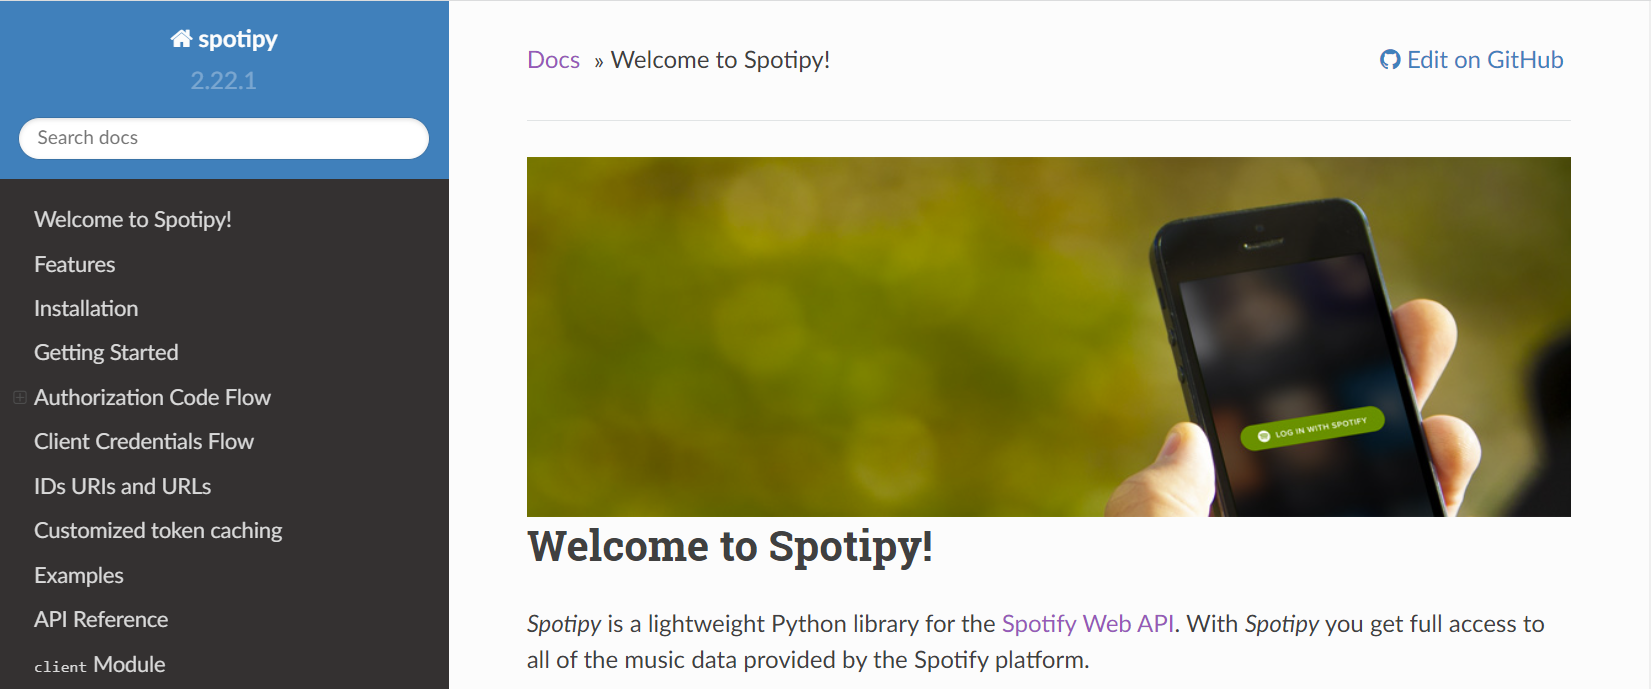 spotipy
2.22.1
Search docs
Welcome to Spotipy!
Features
Installation
Getting Started
Authorization Code Flow
Client Credentials Flow
IDs URIs and URLs
Customized token caching
Examples
API Reference
client Module
Docs » Welcome to Spotipy!
Edit on GitHub
LOG IN WITH SPOTIFY
Welcome to Spotipy!
Spotipy is a lightweight Python library for the Spotify Web API. With Spotipy you get full access to
all of the music data provided by the Spotify platform.